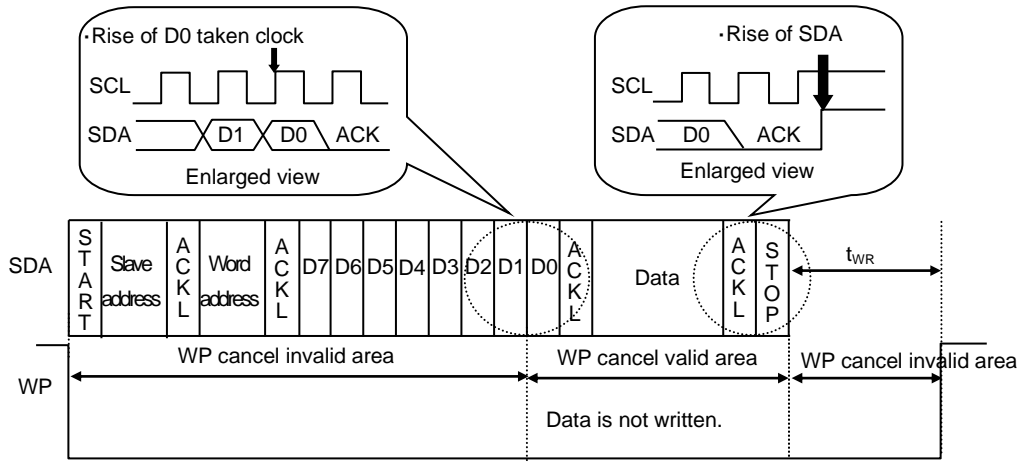 ·Rise of D0 taken clock
SCL
SDA D1 D0 ACK
Enlarged view
·Rise of SDA
SCL
SDA D0 ACK
Enlarged view
SDA START Slave address ACKL Word address ACKL D7 D6 D5 D4 D3 D2 D1 D0 ACKL Data ACKL STOP tWR
WP cancel invalid area WP cancel valid area WP cancel invalid area
WP
Data is not written.